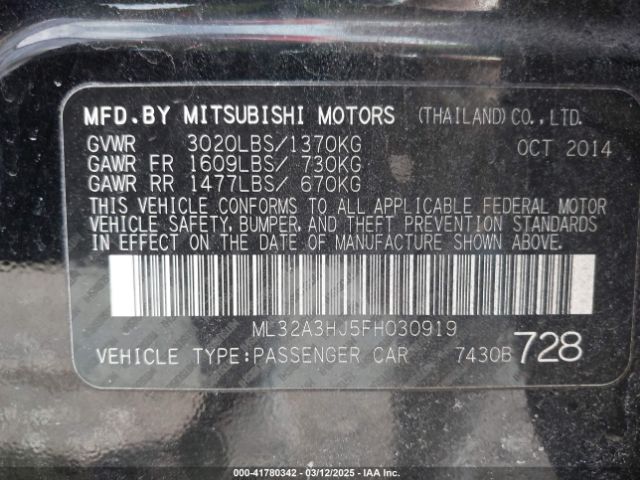 MFD.BY MITSUBISHI MOTORS (THAILAND) CO., LTD.
GVWR 3020LBS/1370KG OCT 2014
GAWR FR 1609LBS/ 730KG
GAWR RR 1477LBS/ 670KG
THIS VEHICLE CONFORMS TO ALL APPLICABLE FEDERAL MOTOR
VEHICLE SAFETY, BUMPER, AND THEFT PREVENTION STANDARDS
IN EFFECT ON THE DATE OF MANUFACTURE SHOWN ABOVE.
ML32A3HJ5FH030919
VEHICLE TYPE:PASSENGER CAR 7430B 728
000-41780342 - 03/12/2025 - IAA Inc.